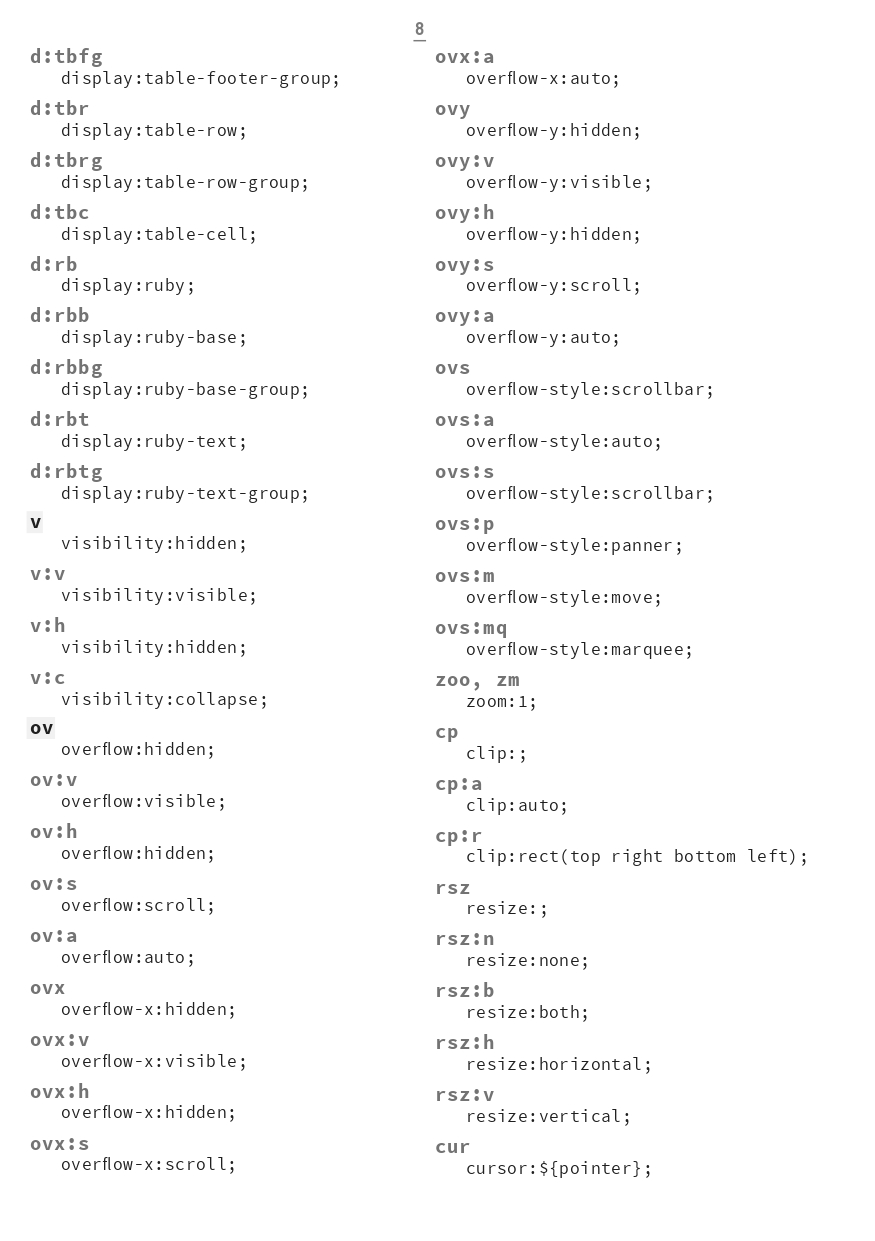 8
d:tbfg
display:table-footer-group;
d:tbr
display:table-row;
d:tbrg
display:table-row-group;
d:tbc
display:table-cell;
d:rb
display:ruby;
d:rbb
display:ruby-base;
d:rbbg
display:ruby-base-group;
d:rbt
display:ruby-text;
d:rbtg
display:ruby-text-group;
v
visibility:hidden;
v:v
visibility:visible;
v:h
visibility:hidden;
v:c
visibility:collapse;
ov
overflow:hidden;
ov:v
overflow:visible;
ov:h
overflow:hidden;
ov:s
overflow:scroll;
ov:a
overflow:auto;
ovx
overflow-x:hidden;
ovx:v
overflow-x:visible;
ovx:h
overflow-x:hidden;
ovx:s
overflow-x:scroll;
ovx:a
overflow-x:auto;
ovy
overflow-y:hidden;
ovy:v
overflow-y:visible;
ovy:h
overflow-y:hidden;
ovy:s
overflow-y:scroll;
ovy:a
overflow-y:auto;
ovs
overflow-style:scrollbar;
ovs:a
overflow-style:auto;
ovs:s
overflow-style:scrollbar;
ovs:p
overflow-style:panner;
ovs:m
overflow-style:move;
ovs:mq
overflow-style:marquee;
zoo, zm
zoom:1;
cp
clip:;
cp:a
clip:auto;
cp:r
clip:rect(top right bottom left);
rsz
resize:;
rsz:n
resize:none;
rsz:b
resize:both;
rsz:h
resize:horizontal;
rsz:v
resize:vertical;
cur
cursor:${pointer};